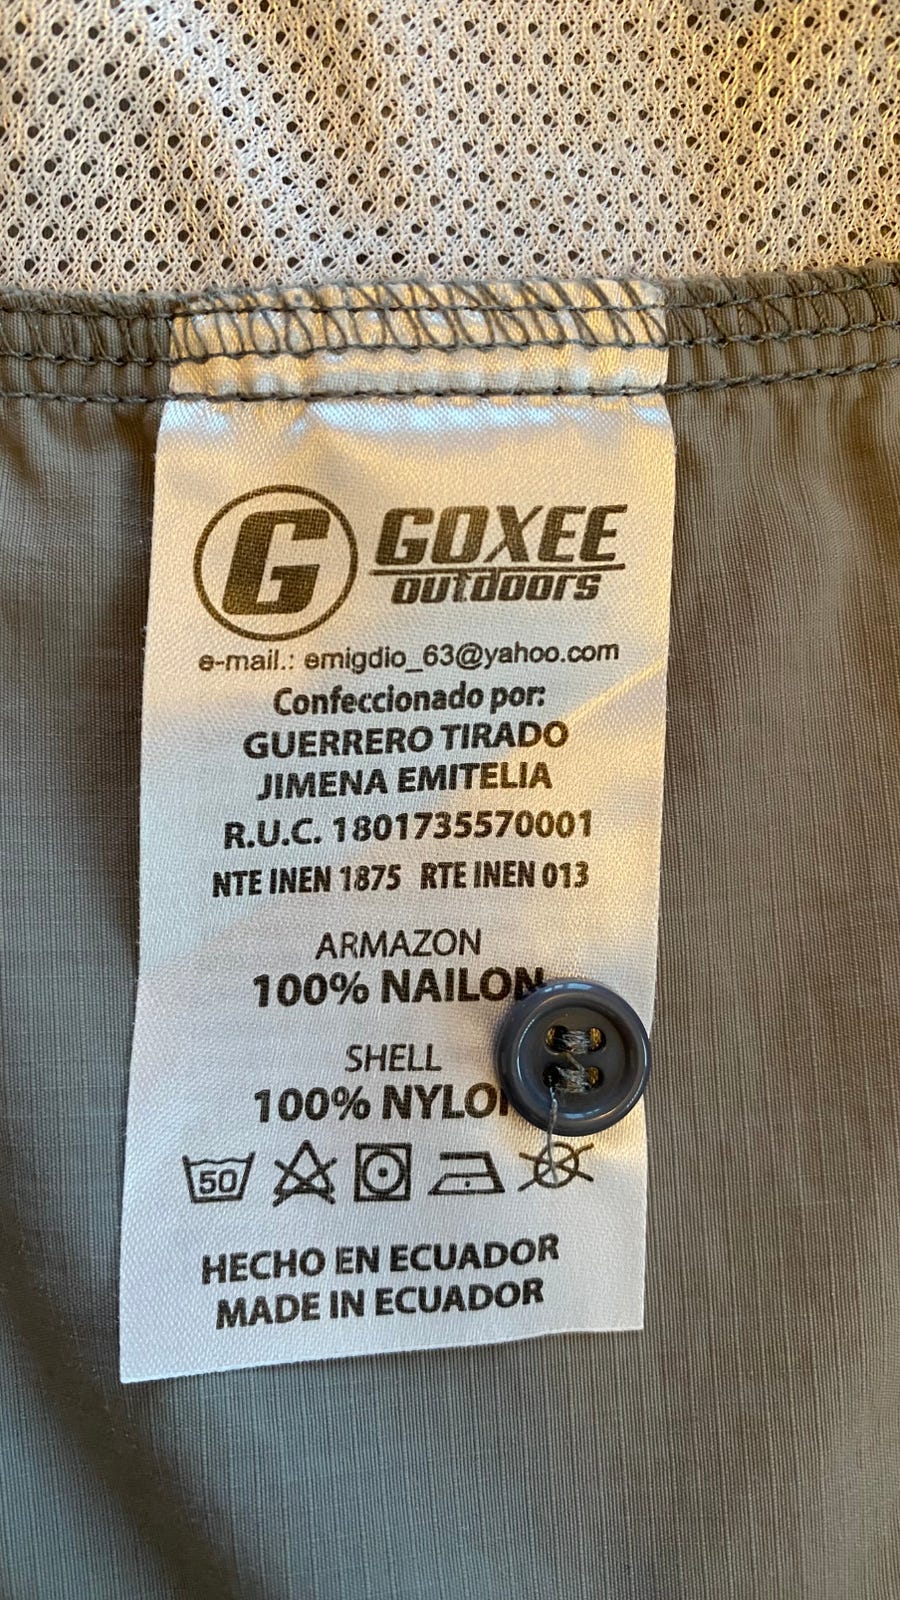 G GOXEE
outdoors
e-mail.: emigdio_63@yahoo.com
Confeccionado por:
GUERRERO TIRADO
JIMENA EMITELIA
R.U.C. 1801735570001
NTE INEN 1875 RTE INEN 013
ARMAZON
100% NAILON
SHELL
100% NYLON
50
HECHO EN ECUADOR
MADE IN ECUADOR